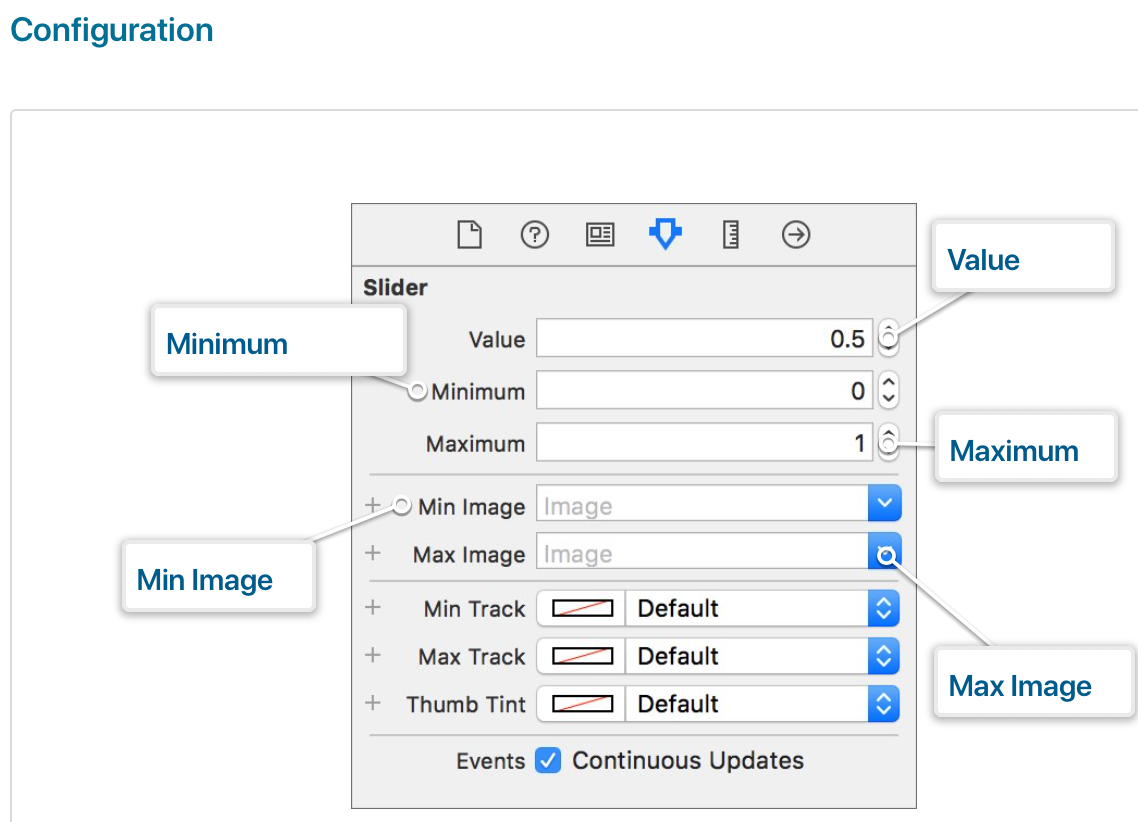 Configuration
Value
Slider
Minimum
Value 0.5
Minimum 0
Maximum 1
Maximum
Min Image Image
Max Image Image
Min Image
Min Track Default
Max Track Default
Max Image
Thumb Tint Default
Events Continuous Updates